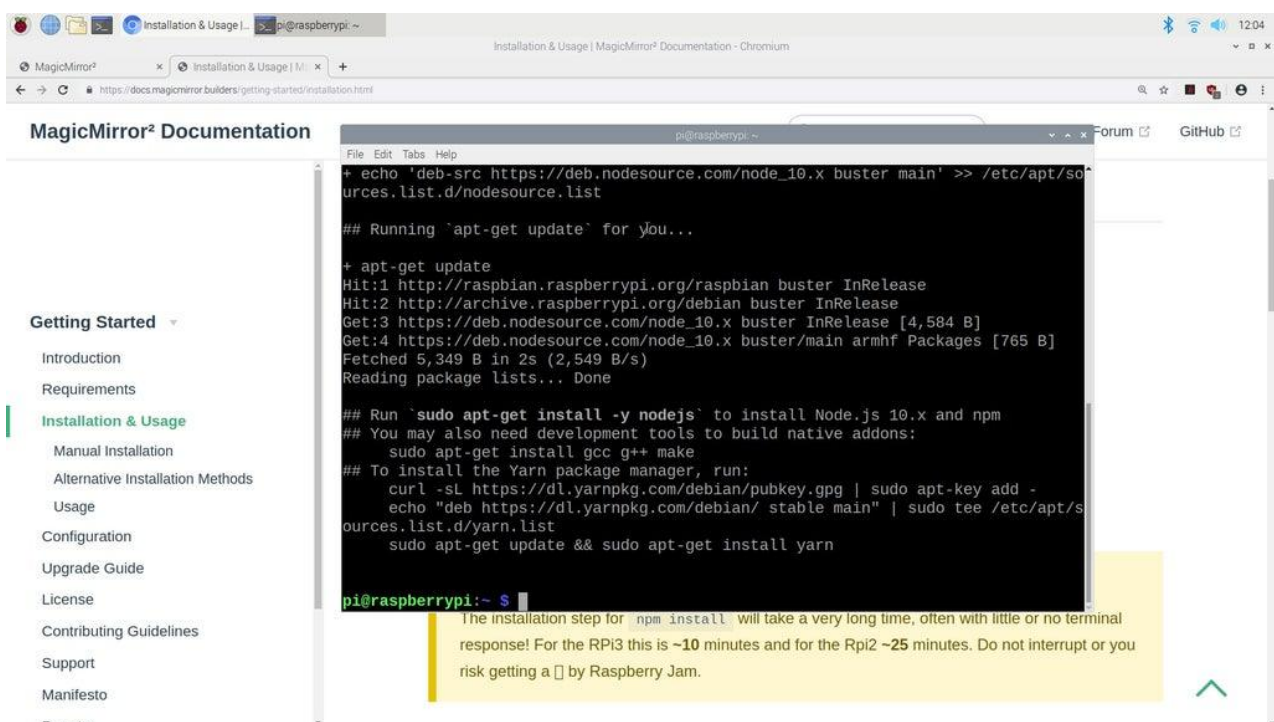 Installation & Usage |... pi@raspberrypi: ~ 12:04
Installation & Usage | MagicMirror² Documentation - Chromium
MagicMirror² × Installation & Usage | M × +
https://docs.magicmirror.builders/getting-started/installation.html
MagicMirror² Documentation
Forum
GitHub
Getting Started
Introduction
Requirements
Installation & Usage
Manual Installation
Alternative Installation Methods
Usage
Configuration
Upgrade Guide
License
Contributing Guidelines
Support
Manifesto
pi@raspberrypi: ~
File Edit Tabs Help
+ echo 'deb-src https://deb.nodesource.com/node_10.x buster main' >> /etc/apt/so
urces.list.d/nodesource.list
## Running `apt-get update` for you...
+ apt-get update
Hit:1 http://raspbian.raspberrypi.org/raspbian buster InRelease
Hit:2 http://archive.raspberrypi.org/debian buster InRelease
Get:3 https://deb.nodesource.com/node_10.x buster InRelease [4,584 B]
Get:4 https://deb.nodesource.com/node_10.x buster/main armhf Packages [765 B]
Fetched 5,349 B in 2s (2,549 B/s)
Reading package lists... Done
## Run `sudo apt-get install -y nodejs` to install Node.js 10.x and npm
## You may also need development tools to build native addons:
sudo apt-get install gcc g++ make
## To install the Yarn package manager, run:
curl -sL https://dl.yarnpkg.com/debian/pubkey.gpg | sudo apt-key add -
echo "deb https://dl.yarnpkg.com/debian/ stable main" | sudo tee /etc/apt/s
ources.list.d/yarn.list
sudo apt-get update && sudo apt-get install yarn
pi@raspberrypi:~ $
The installation step for npm install will take a very long time, often with little or no terminal
response! For the RPi3 this is ~10 minutes and for the Rpi2 ~25 minutes. Do not interrupt or you
risk getting a ▯ by Raspberry Jam.